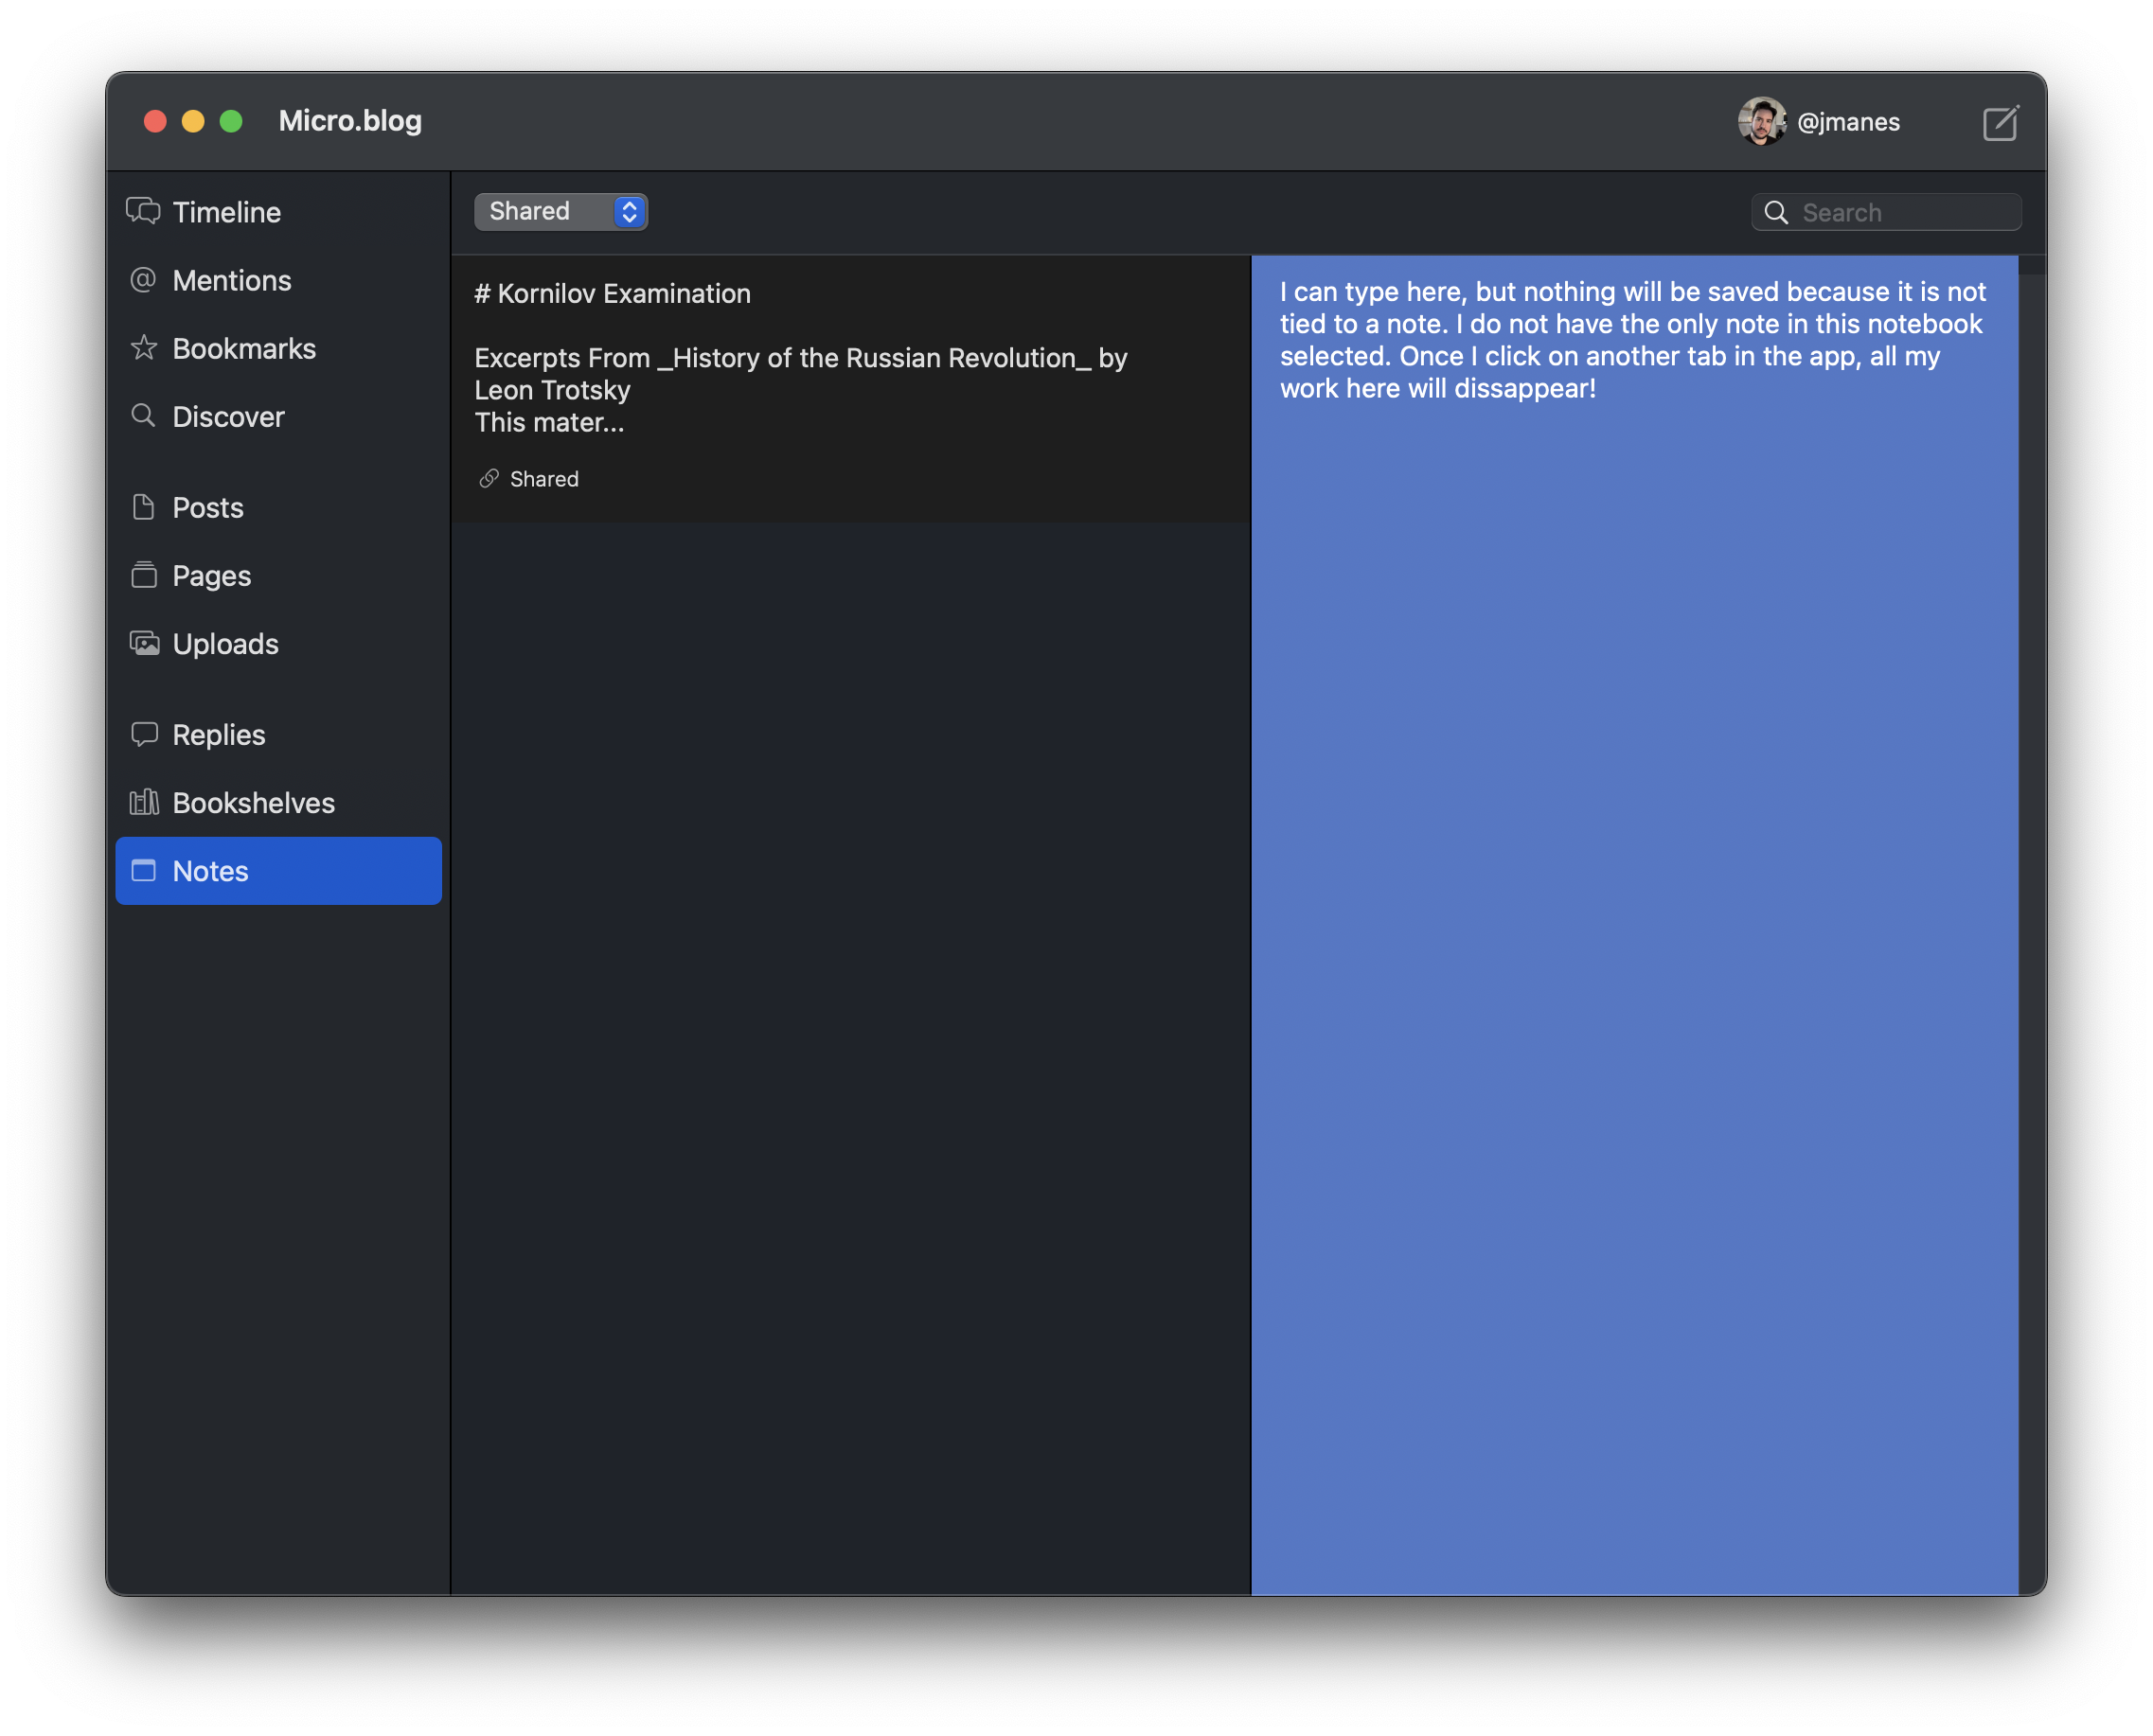 Micro.blog
@jmanes
Timeline
Mentions
Bookmarks
Discover
Posts
Pages
Uploads
Replies
Bookshelves
Notes
Shared
Search
# Kornilov Examination
Excerpts From _History of the Russian Revolution_ by
Leon Trotsky
This mater...
Shared
I can type here, but nothing will be saved because it is not
tied to a note. I do not have the only note in this notebook
selected. Once I click on another tab in the app, all my
work here will dissappear!